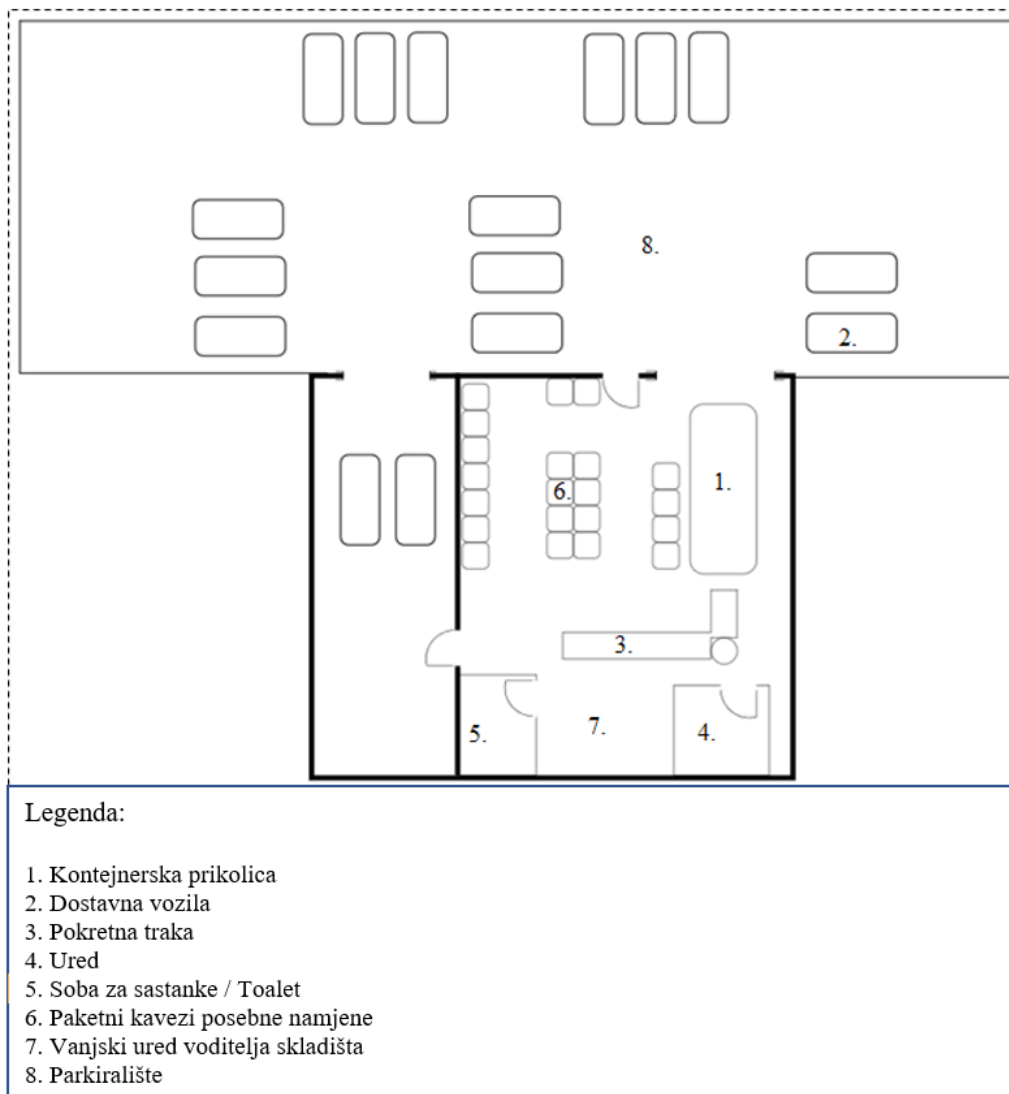 8.
2.
1.
6.
3.
5.
7.
4.
Legenda:
1. Kontejnerska prikolica
2. Dostavna vozila
3. Pokretna traka
4. Ured
5. Soba za sastanke / Toalet
6. Paketni kavezi posebne namjene
7. Vanjski ured voditelja skladišta
8. Parkiralište